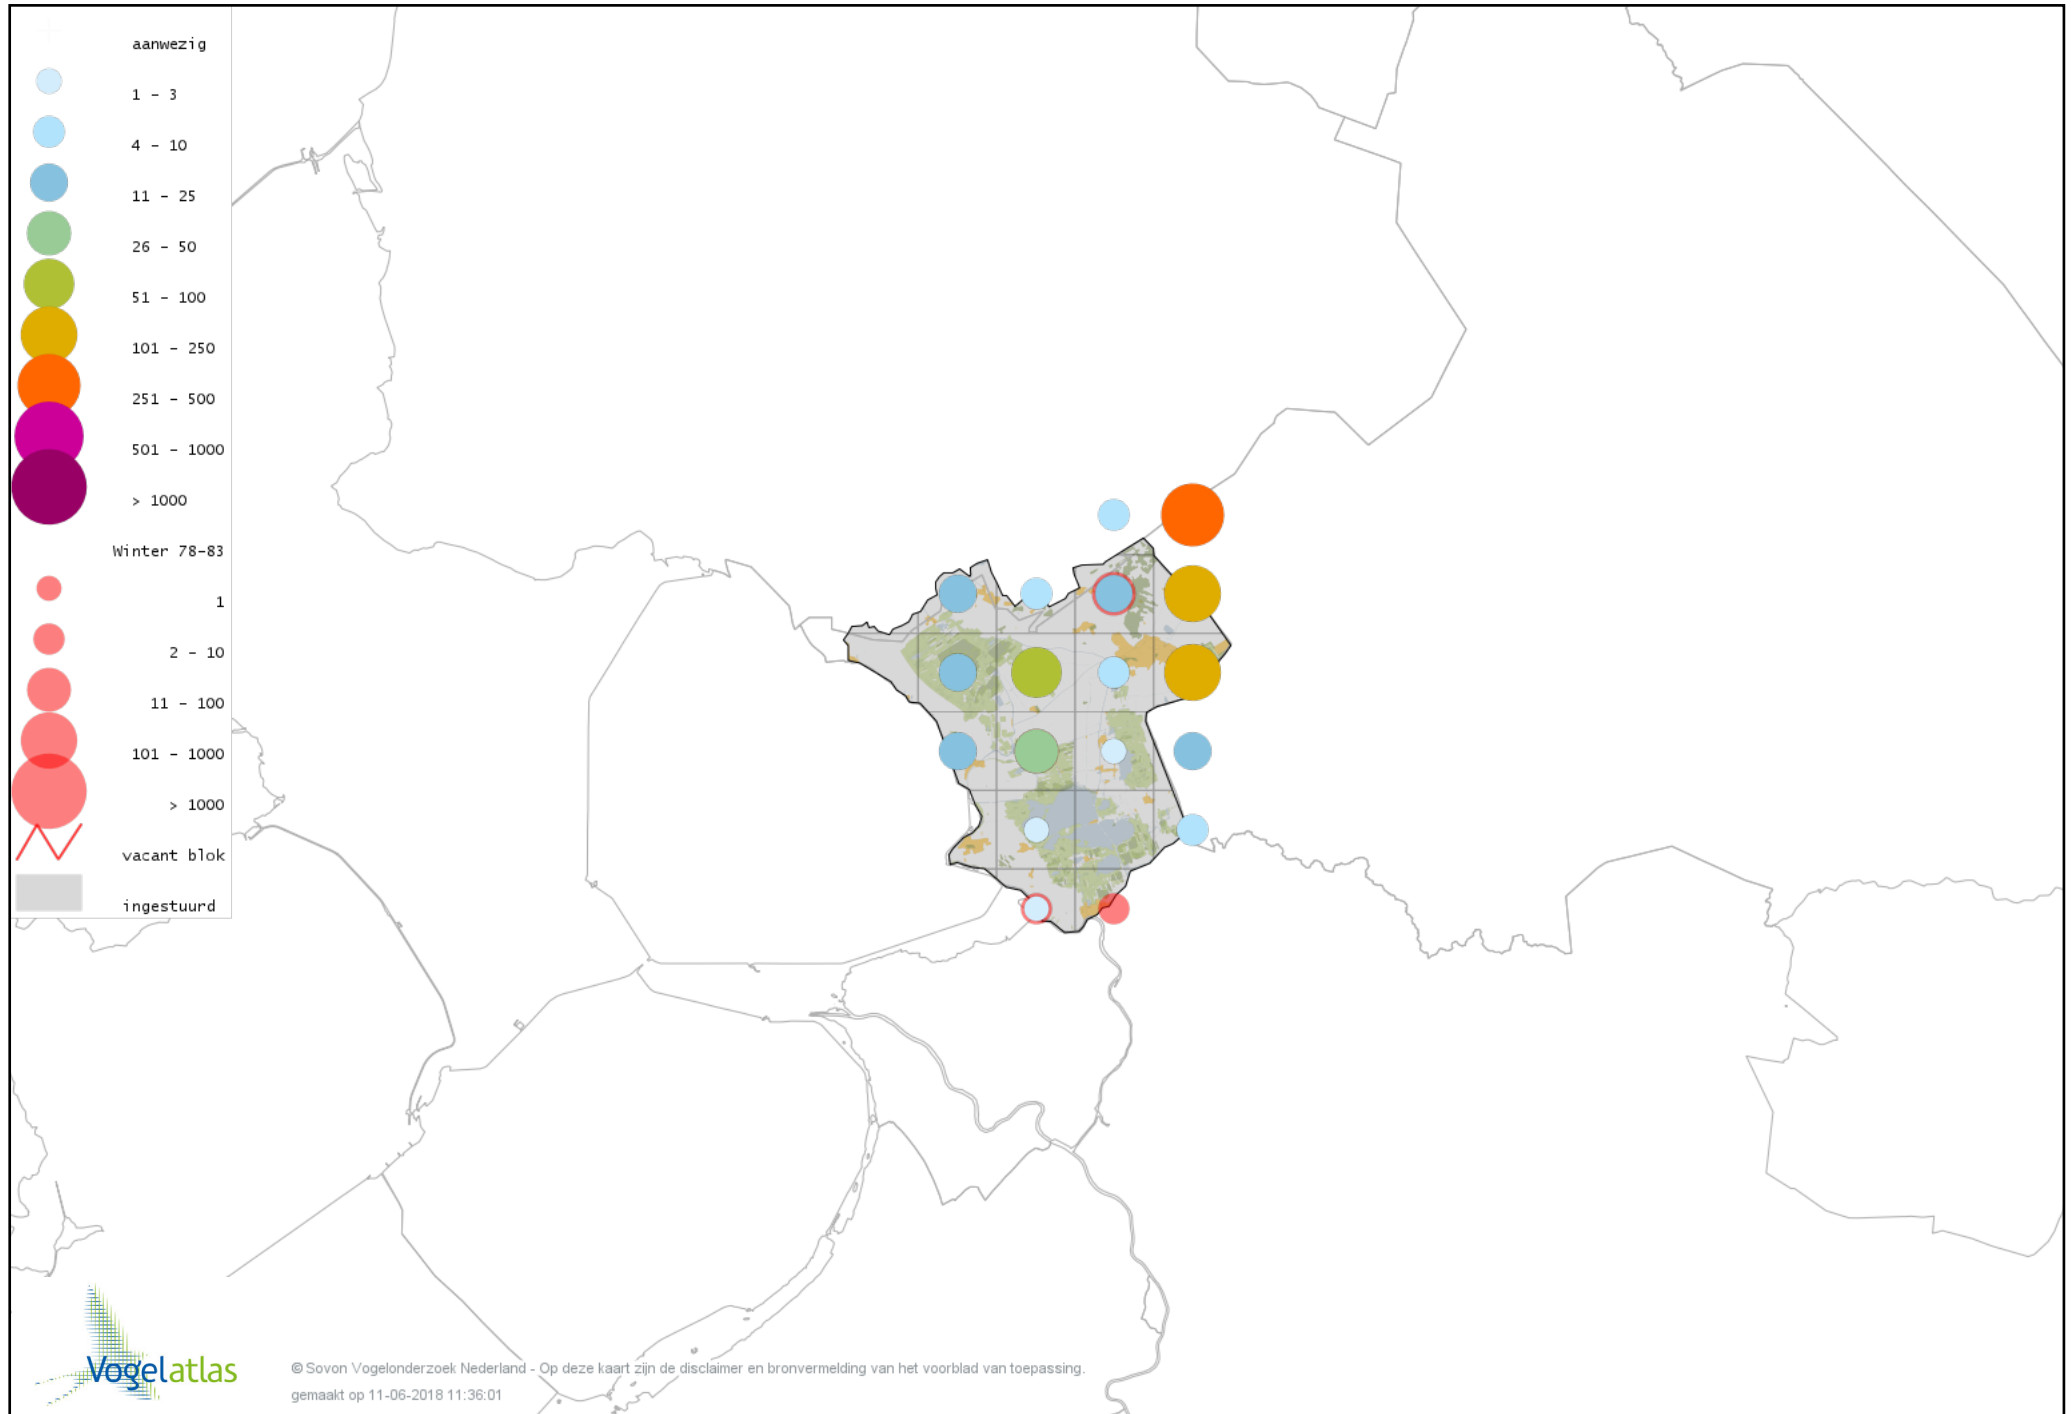 aanwezig
1 - 3
4 - 10
11 - 25
26 - 50
51 - 100
101 - 250
251 - 500
501 - 1000
> 1000
Winter 78-83
1
2 - 10
11 - 100
101 - 1000
> 1000
vacant blok
ingestuurd
Vogelatlas
© Sovon Vogelonderzoek Nederland - Op deze kaart zijn de disclaimer en bronvermelding van het voorblad van toepassing.
gemaakt op 11-06-2018 11:36:01